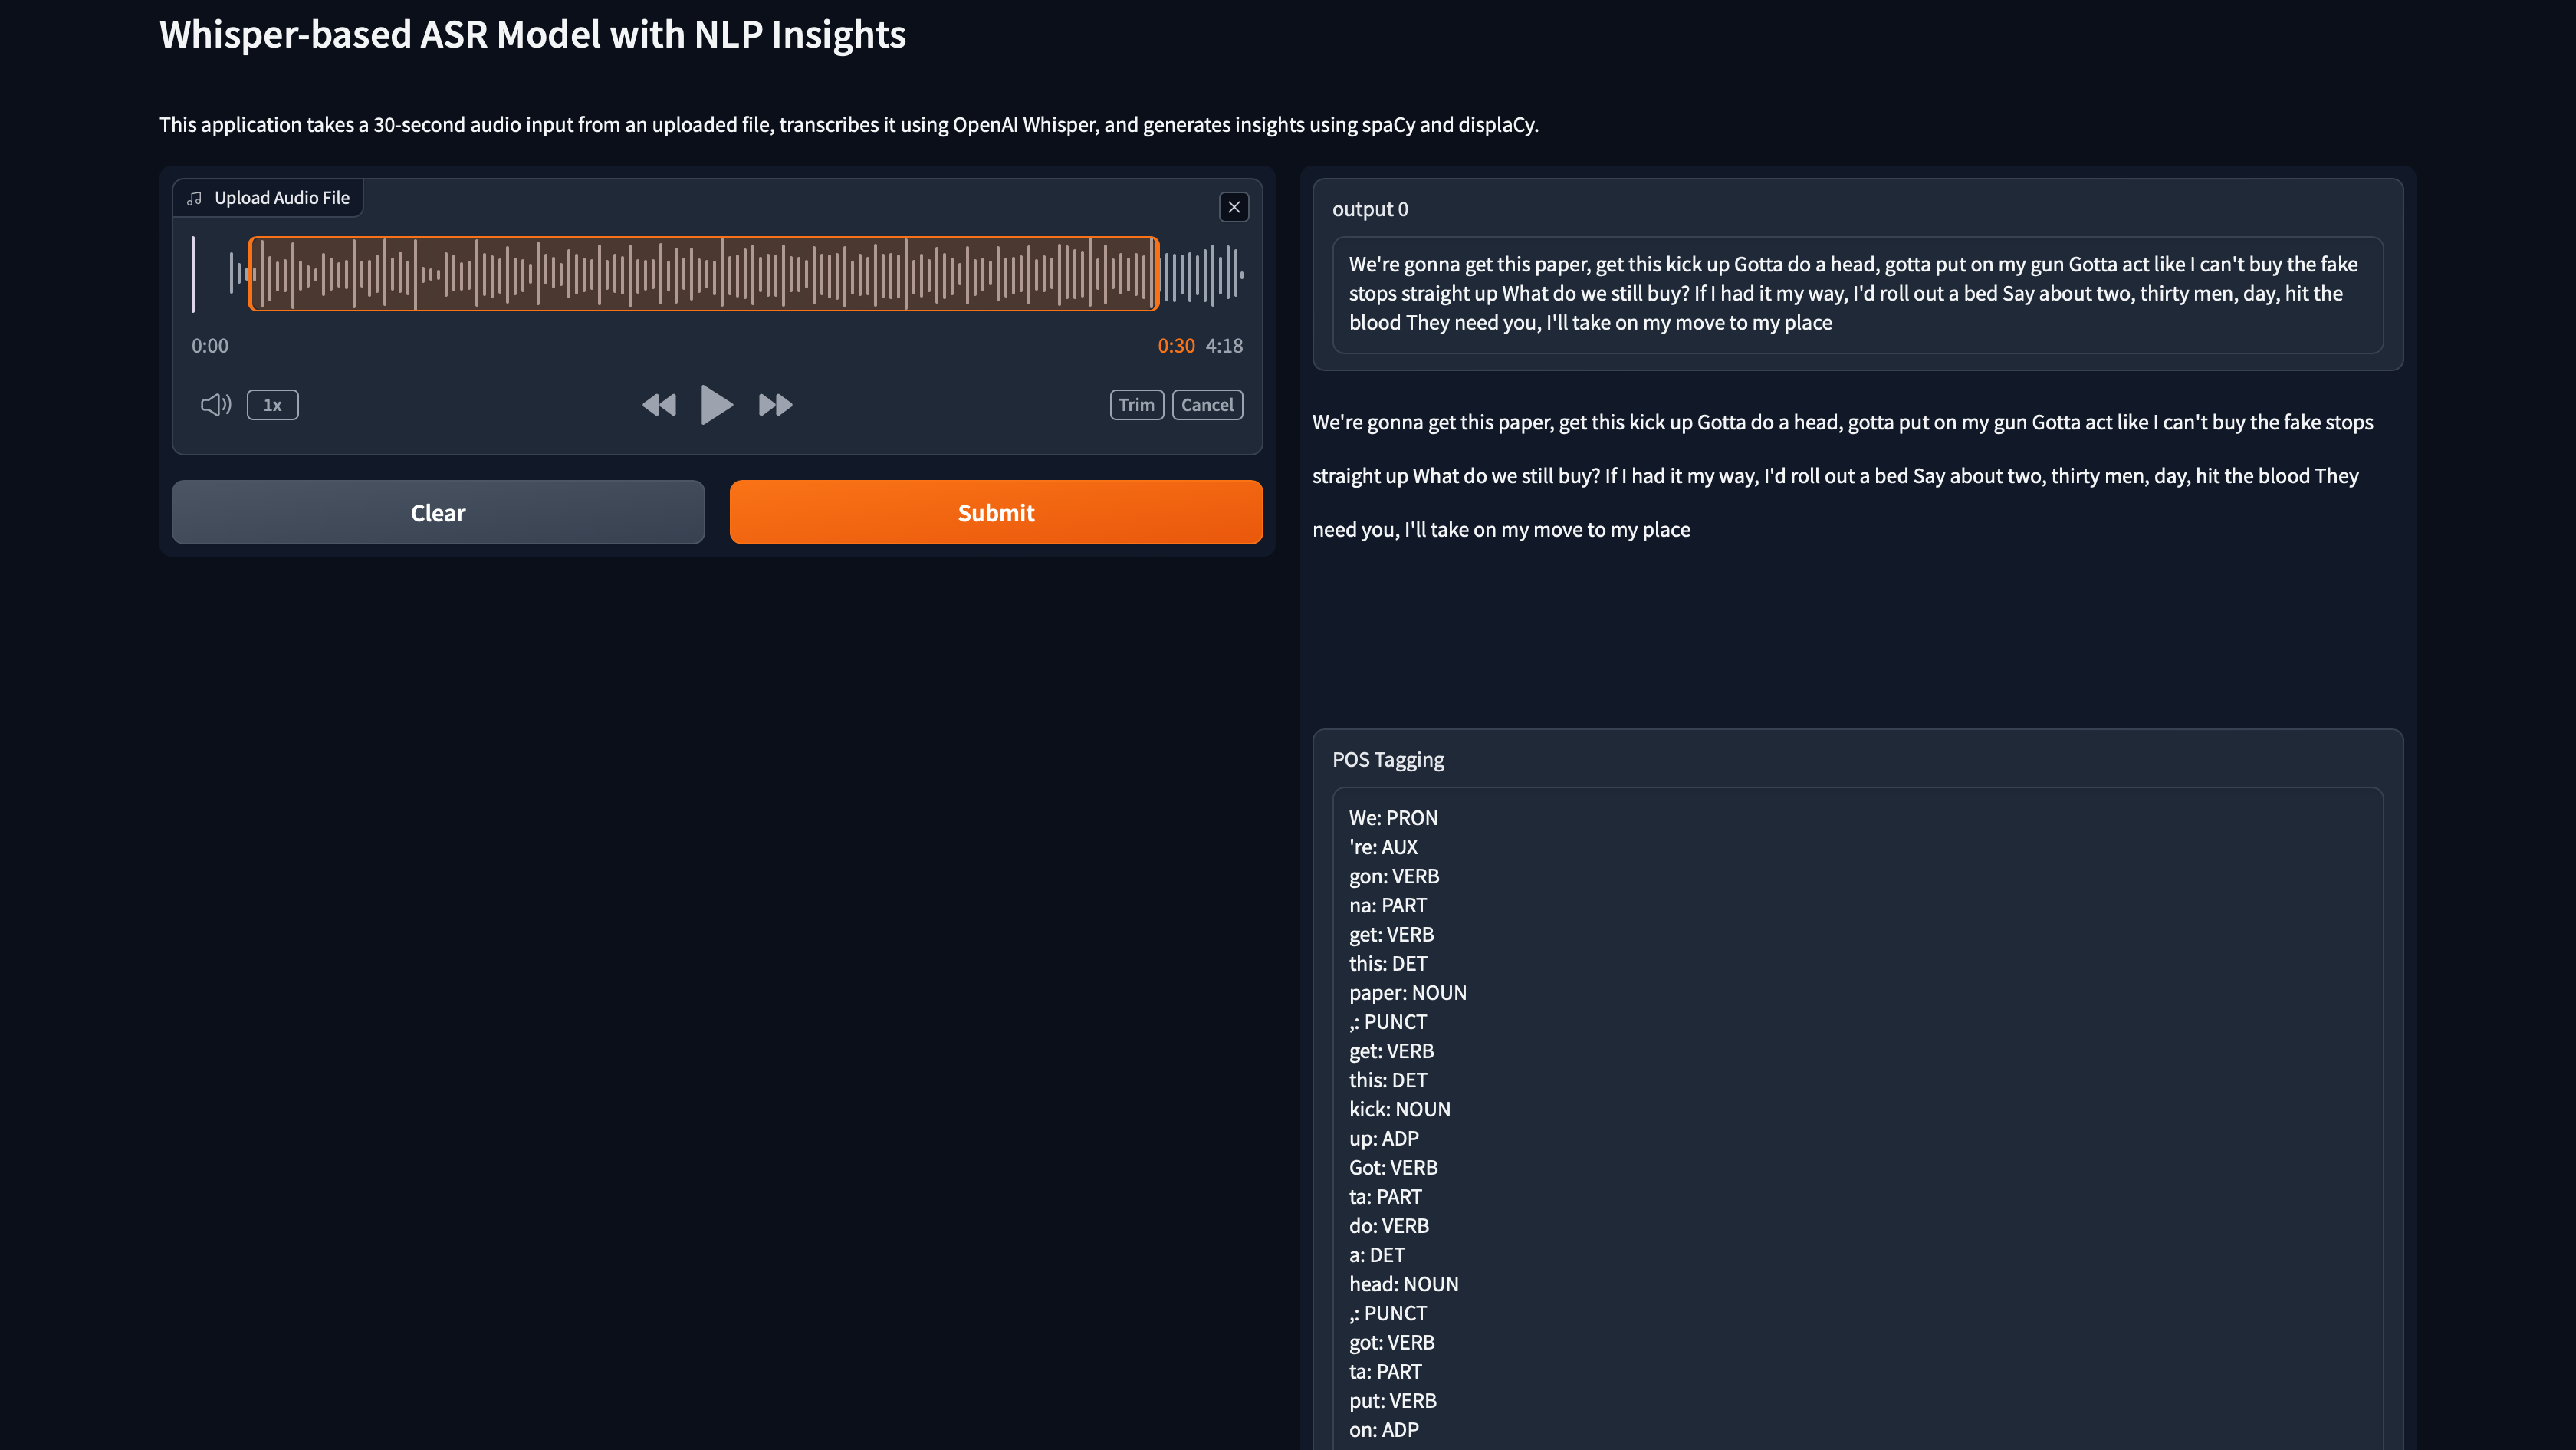 Whisper-based ASR Model with NLP Insights
This application takes a 30-second audio input from an uploaded file, transcribes it using OpenAI Whisper, and generates insights using spaCy and displaCy.
Upload Audio File
0:00
0:30 4:18
1x
Trim
Cancel
Clear
Submit
output 0
We're gonna get this paper, get this kick up Gotta do a head, gotta put on my gun Gotta act like I can't buy the fake
stops straight up What do we still buy? If I had it my way, I'd roll out a bed Say about two, thirty men, day, hit the
blood They need you, I'll take on my move to my place
We're gonna get this paper, get this kick up Gotta do a head, gotta put on my gun Gotta act like I can't buy the fake stops
straight up What do we still buy? If I had it my way, I'd roll out a bed Say about two, thirty men, day, hit the blood They
need you, I'll take on my move to my place
POS Tagging
We: PRON
're: AUX
gon: VERB
na: PART
get: VERB
this: DET
paper: NOUN
,: PUNCT
get: VERB
this: DET
kick: NOUN
up: ADP
Got: VERB
ta: PART
do: VERB
a: DET
head: NOUN
,: PUNCT
got: VERB
ta: PART
put: VERB
on: ADP